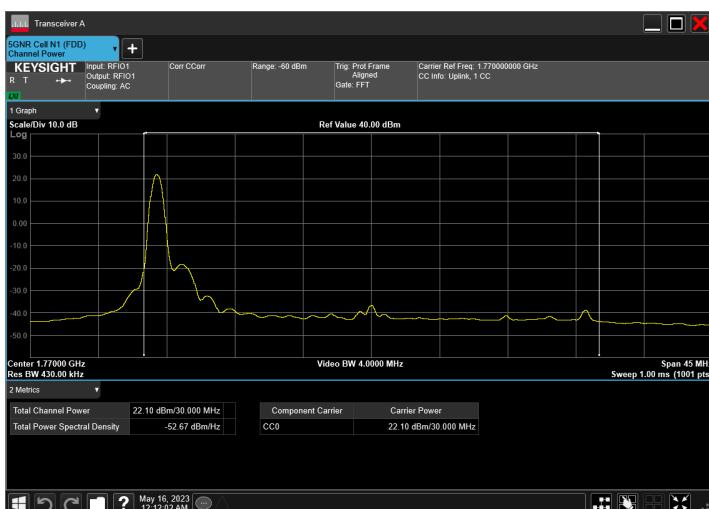 Transceiver A
5GNR Cell N1 (FDD)
Channel Power
KEYSIGHT
R T
LXI
Input: RFIO1
Output: RFIO1
Coupling: AC
Corr CCorr
Range: -60 dBm
Trig: Prot Frame
Aligned
Gate: FFT
Carrier Ref Freq: 1.770000000 GHz
CC Info: Uplink, 1 CC
1 Graph
Scale/Div 10.0 dB
Ref Value 40.00 dBm
Log
30.0
20.0
10.0
0.00
-10.0
-20.0
-30.0
-40.0
-50.0
Center 1.77000 GHz
Video BW 4.0000 MHz
Span 45 MH
Res BW 430.00 kHz
Sweep 1.00 ms (1001 pts
2 Metrics
Total Channel Power 22.10 dBm/30.000 MHz
Total Power Spectral Density -52.67 dBm/Hz
Component Carrier Carrier Power
CC0 22.10 dBm/30.000 MHz
May 16, 2023
12:12:02 AM